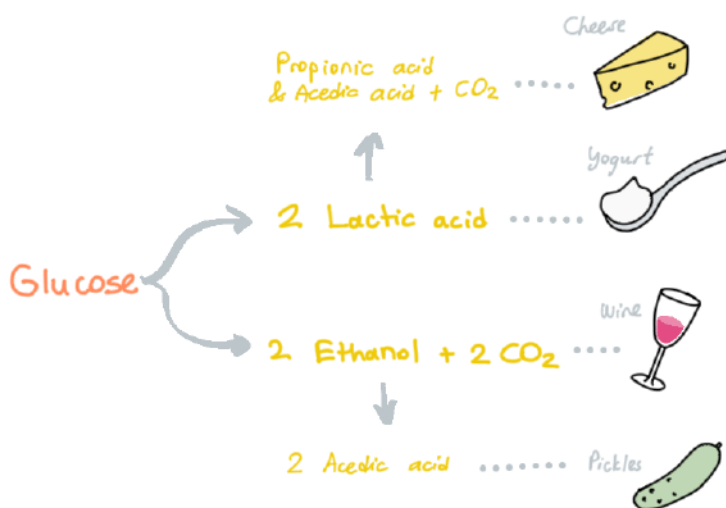 Cheese
Propionic acid
& Acedic acid + CO₂
Yogurt
2 Lactic acid
Glucose
Wine
2 Ethanol + 2 CO₂
2 Acedic acid
Pickles